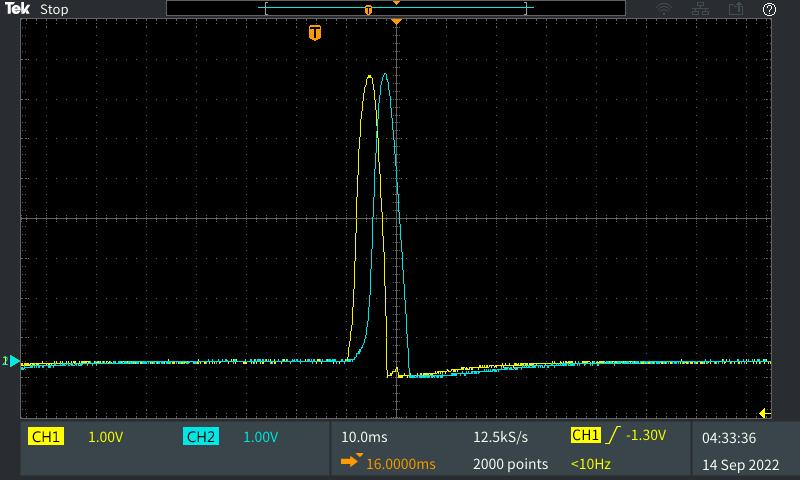 Tek Stop
T
T
?
1
CH1 1.00V CH2 1.00V 10.0ms 12.5kS/s CH1 -1.30V 04:33:36
16.0000ms 2000 points <10Hz 14 Sep 2022